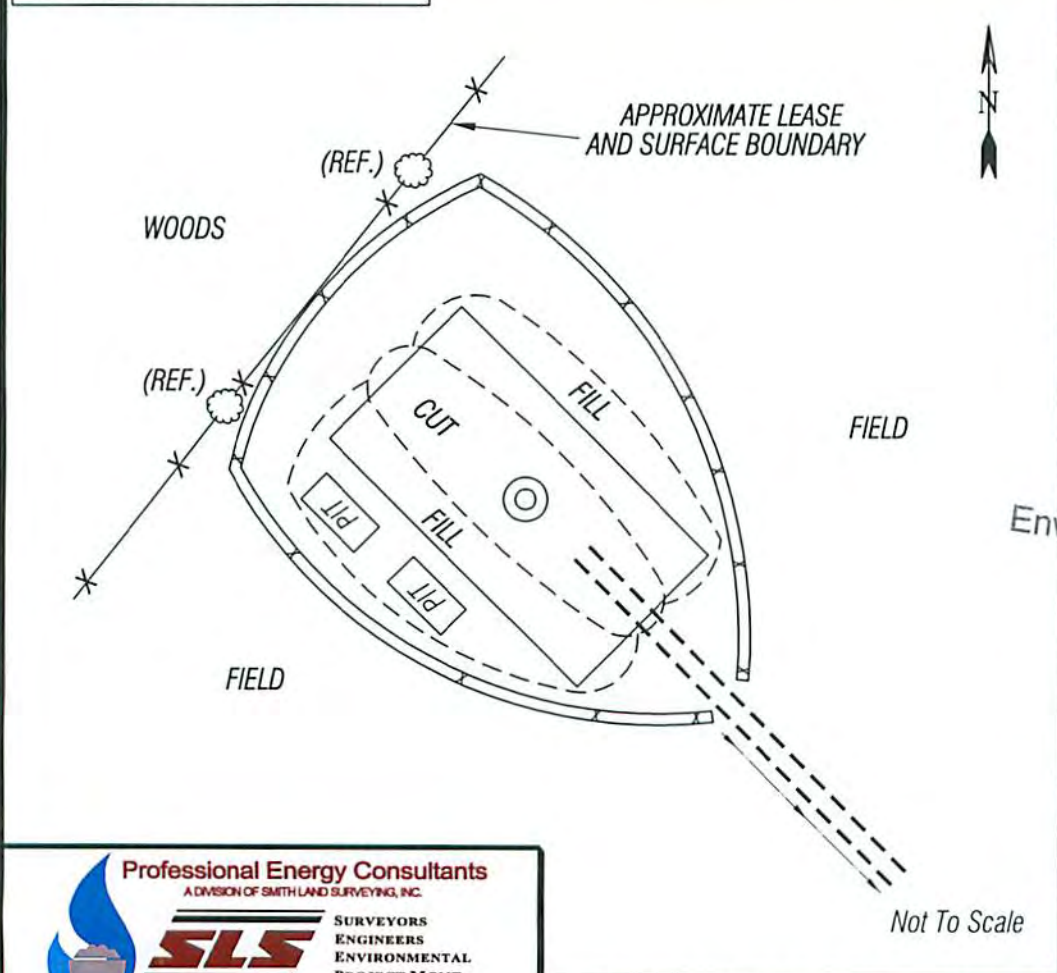 N
APPROXIMATE LEASE
AND SURFACE BOUNDARY
(REF.)
WOODS
(REF.)
FILL
CUT
FIELD
FILL
PIT
PIT
FIELD
Not To Scale
Professional Energy Consultants
A DIVISION OF SMITH LAND SURVEYING, INC.
SLS
SURVEYORS
ENGINEERS
ENVIRONMENTAL